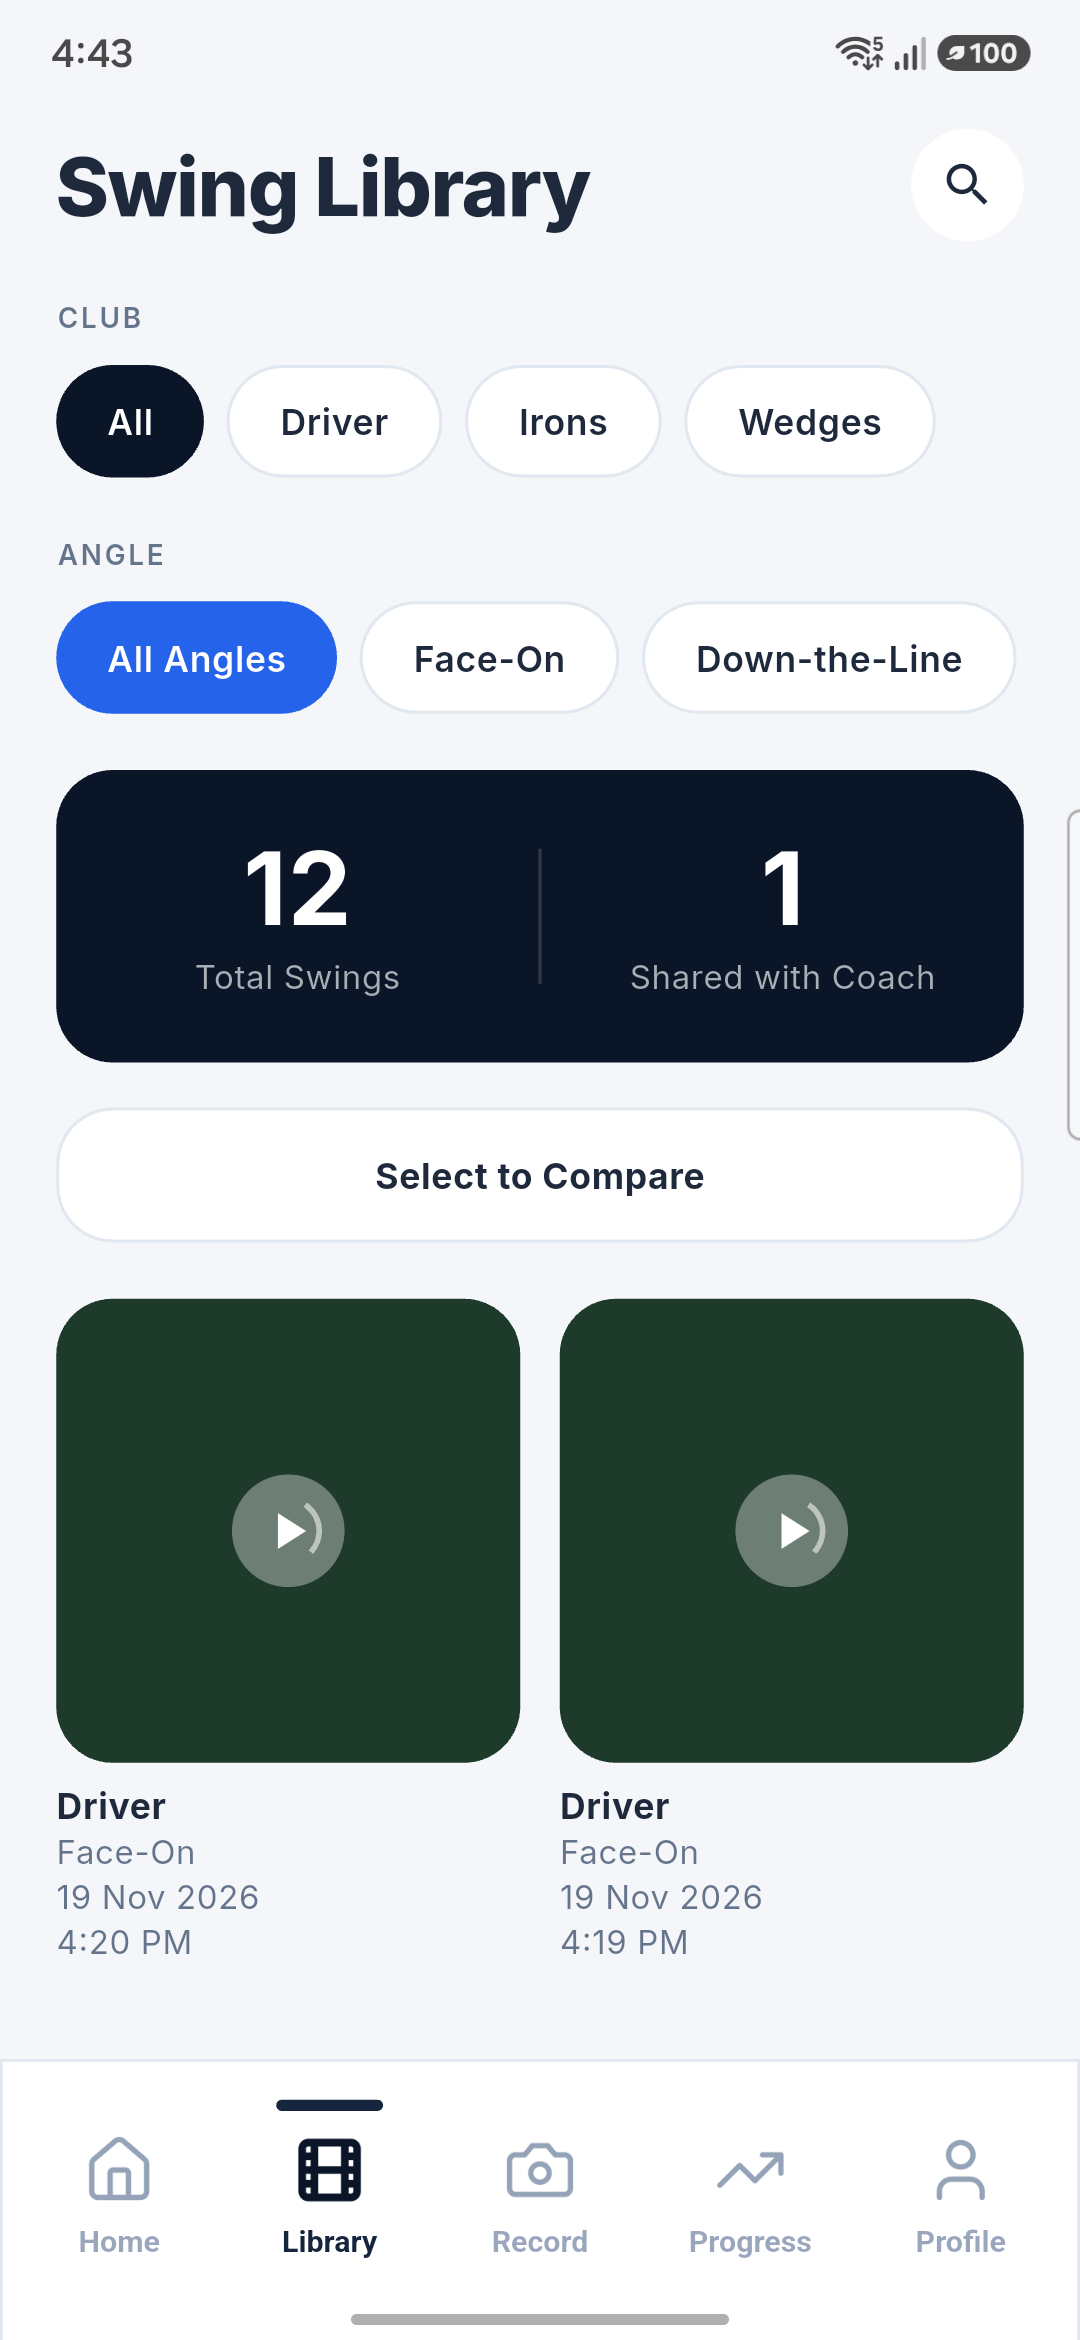 4:43
5
100
Swing Library
CLUB
All
Driver
Irons
Wedges
ANGLE
All Angles
Face-On
Down-the-Line
12
1
Total Swings
Shared with Coach
Select to Compare
Driver
Face-On
19 Nov 2026
4:20 PM
Driver
Face-On
19 Nov 2026
4:19 PM
Home
Library
Record
Progress
Profile